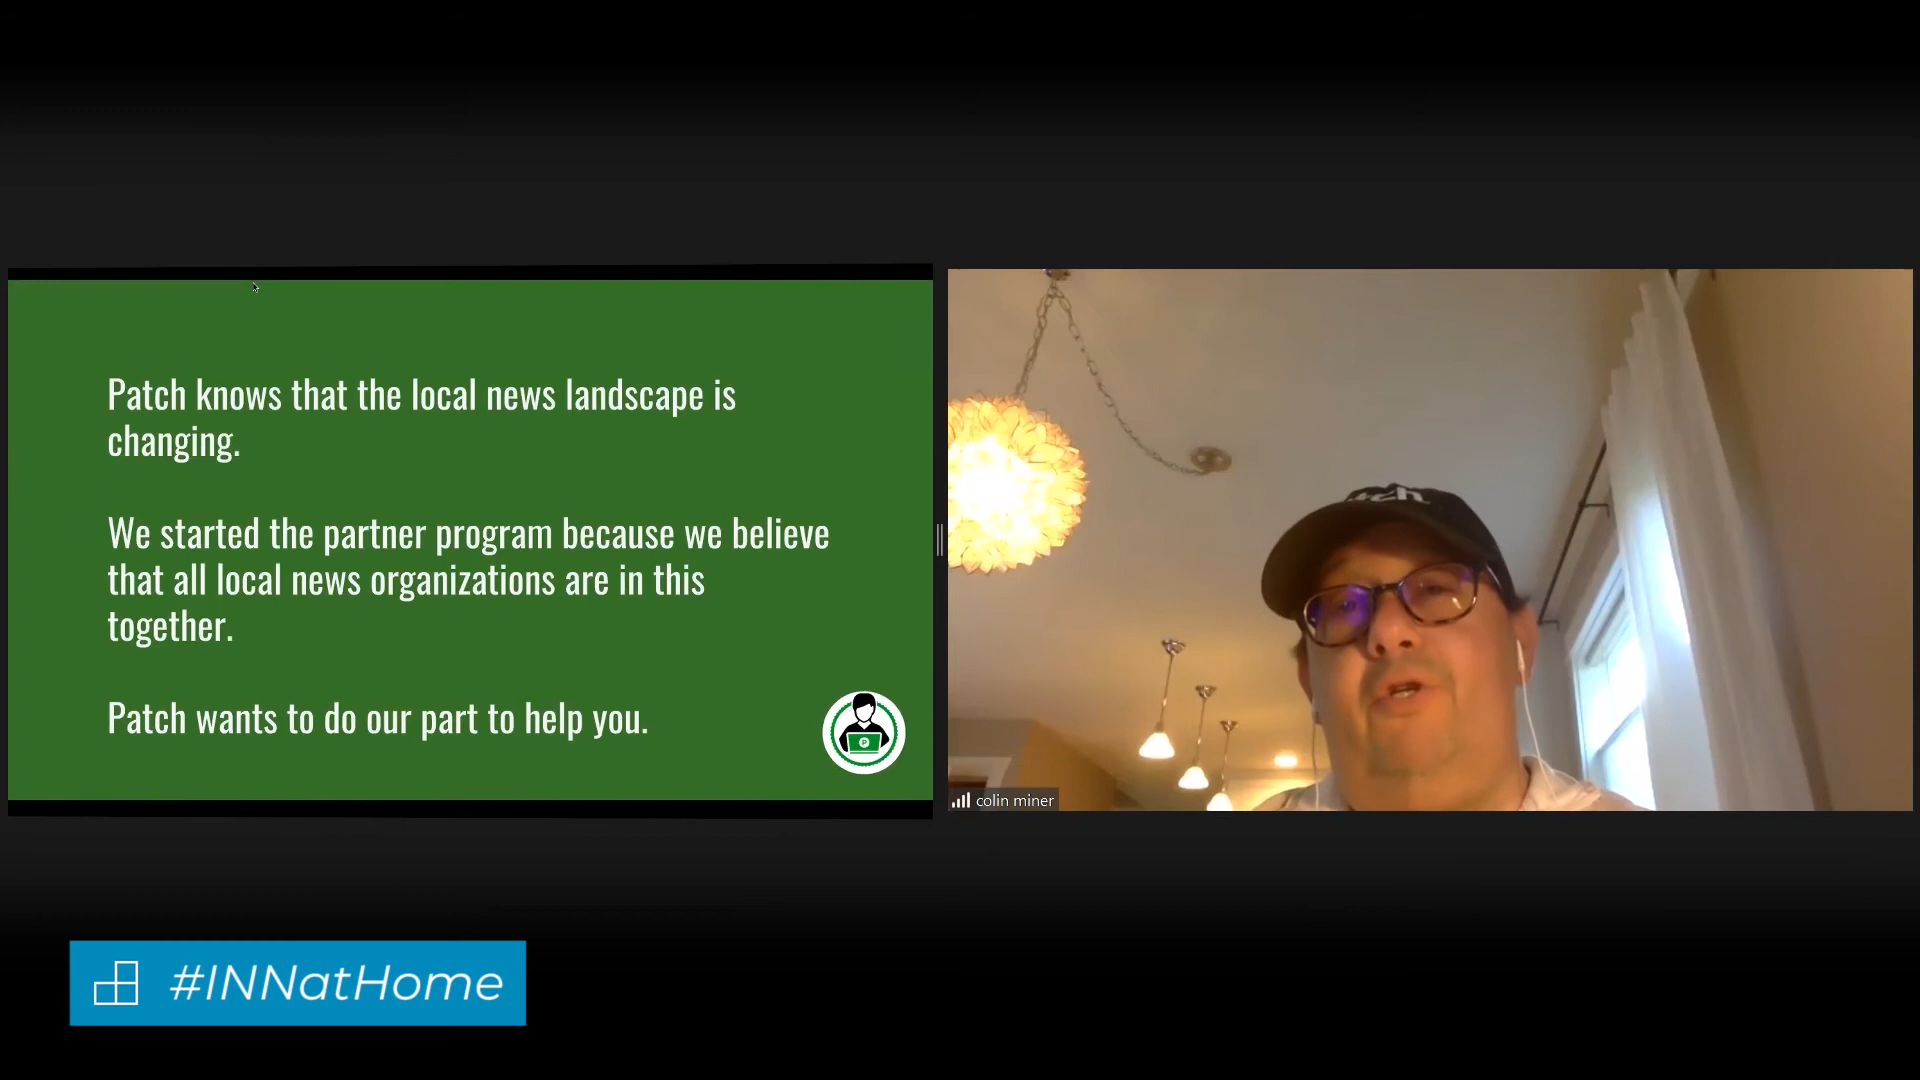 Patch knows that the local news landscape is
changing.
We started the partner program because we believe
that all local news organizations are in this
together.
Patch wants to do our part to help you.
P
colin miner
#INNatHome